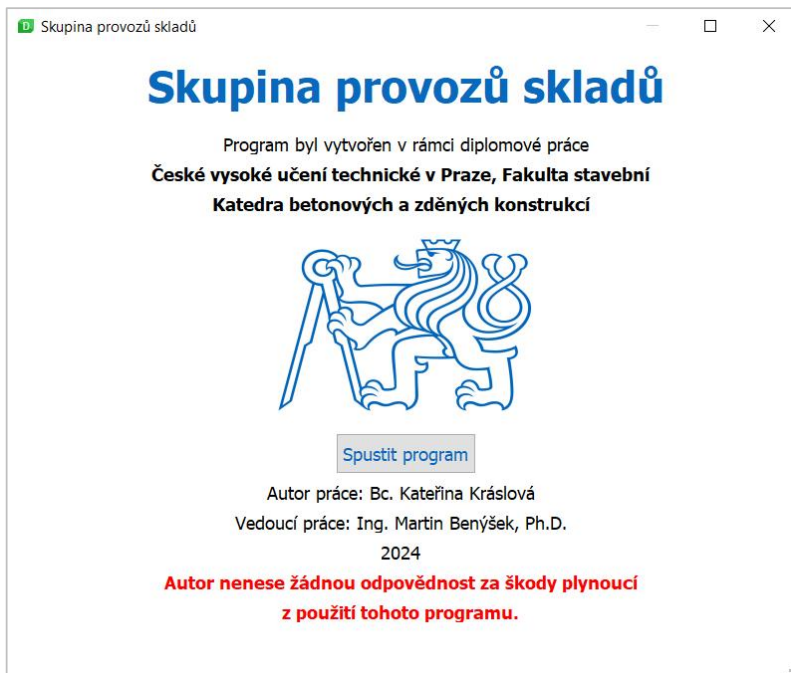 Skupina provozů skladů
Skupina provozů skladů
Program byl vytvořen v rámci diplomové práce
České vysoké učení technické v Praze, Fakulta stavební
Katedra betonových a zděných konstrukcí
Spustit program
Autor práce: Bc. Kateřina Kráslová
Vedoucí práce: Ing. Martin Benýšek, Ph.D.
2024
Autor nenese žádnou odpovědnost za škody plynoucí
z použití tohoto programu.